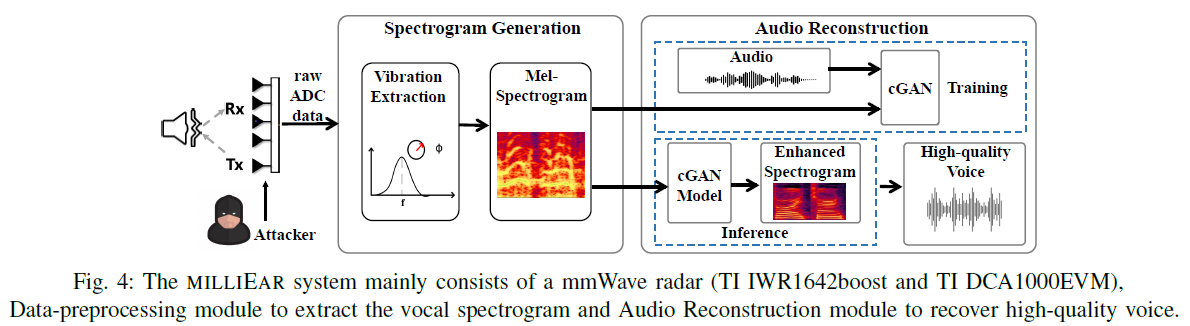 Spectrogram Generation
Audio Reconstruction
raw
ADC
data
Rx
Tx
Attacker
Vibration
Extraction
ϕ
f
Mel-
Spectrogram
Audio
cGAN
Training
cGAN
Model
Enhanced
Spectrogram
Inference
High-quality
Voice
Fig. 4: The MILLIEAR system mainly consists of a mmWave radar (TI IWR1642boost and TI DCA1000EVM),
Data-preprocessing module to extract the vocal spectrogram and Audio Reconstruction module to recover high-quality voice.